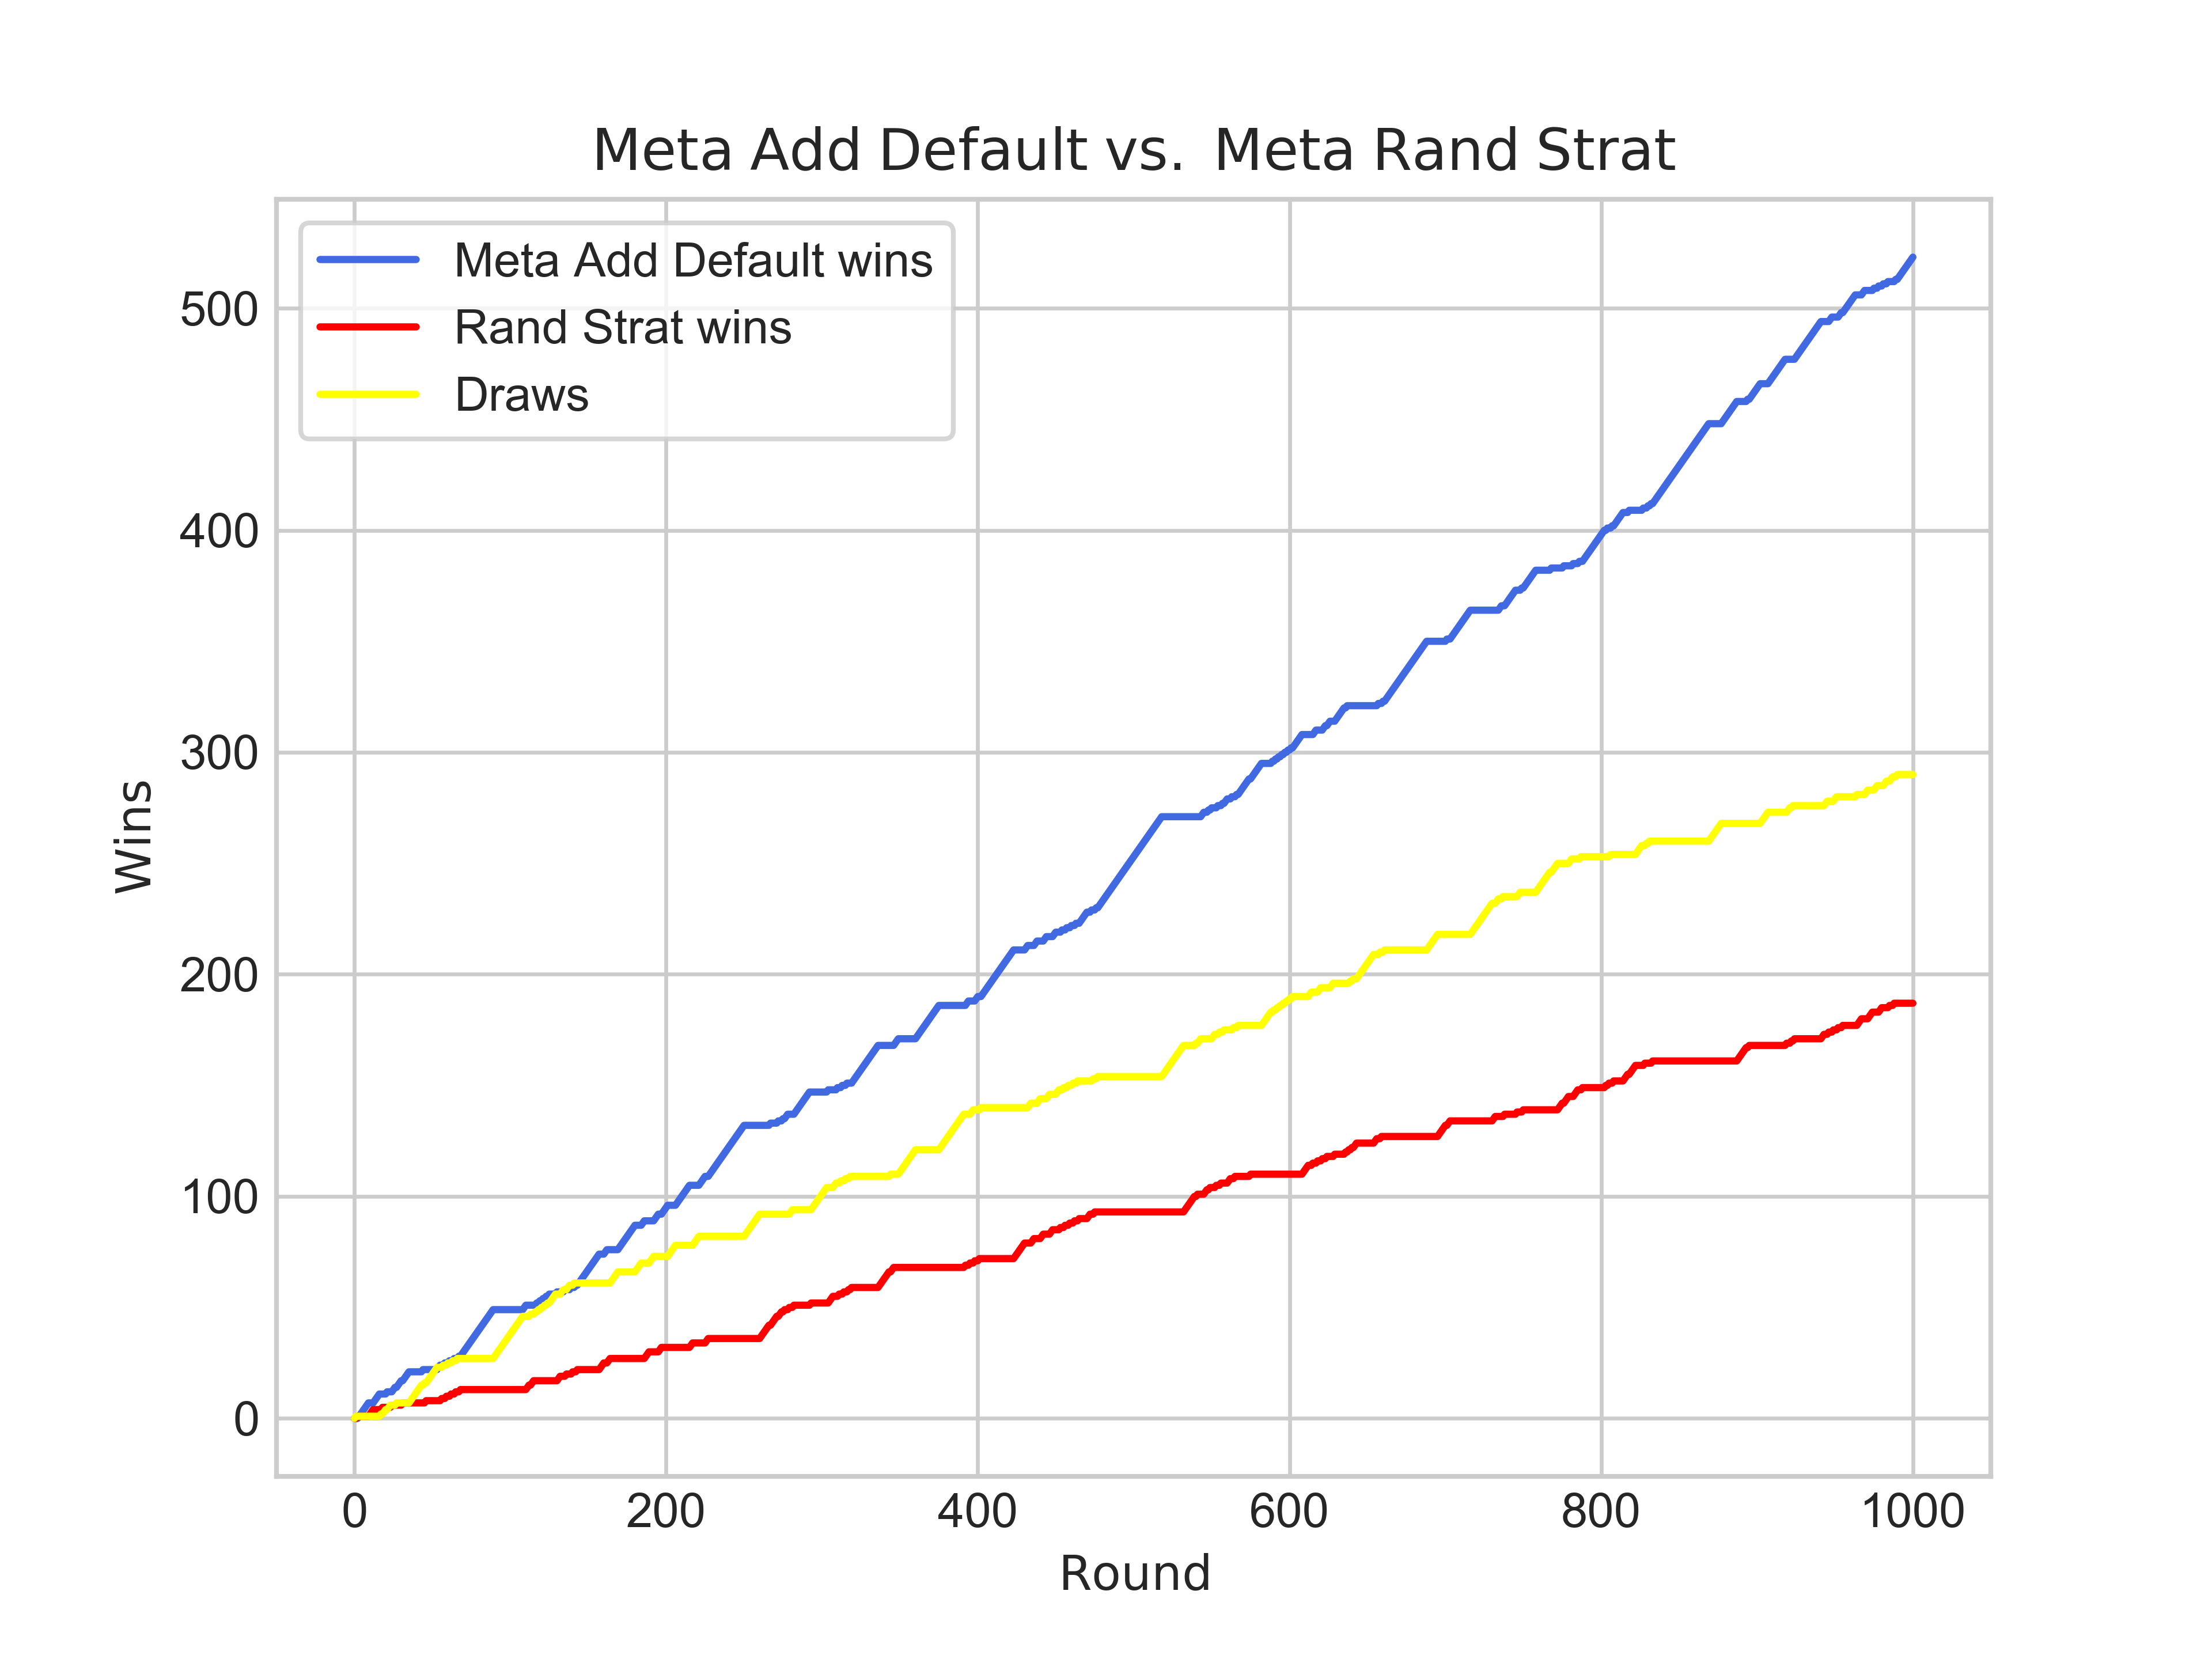 Meta Add Default vs. Meta Rand Strat
Meta Add Default wins
Rand Strat wins
Draws
500
400
300
200
100
0
Wins
0 200 400 600 800 1000
Round